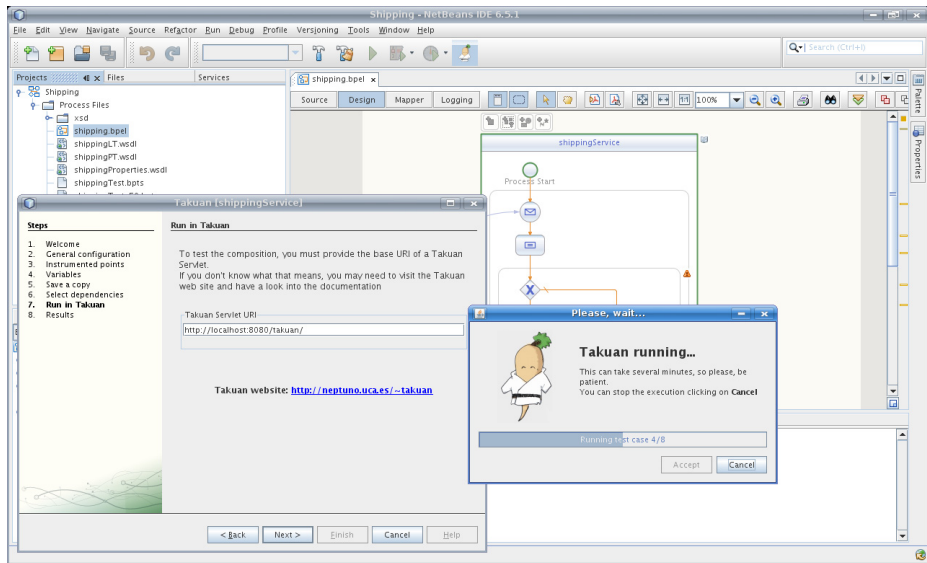 Shipping - NetBeans IDE 6.5.1
File Edit View Navigate Source Refactor Run Debug Profile Versioning Tools Window Help
Search (Ctrl+I)
Projects Files Services
shipping.bpel
Source Design Mapper Logging 100%
Palette
Properties
Shipping
Process Files
xsd
shipping.bpel
shippingLT.wsdl
shippingPT.wsdl
shippingProperties.wsdl
shippingTest.bpts
shippingService
Process Start
Takuan [shippingService]
Steps
1. Welcome
2. General configuration
3. Instrumented points
4. Variables
5. Save a copy
6. Select dependencies
7. Run in Takuan
8. Results
Run in Takuan
To test the composition, you must provide the base URI of a Takuan
Servlet.
If you don't know what that means, you may need to visit the Takuan
web site and have a look into the documentation
Takuan Servlet URI
http://localhost:8080/takuan/
Takuan website: http://neptuno.uca.es/~takuan
< Back Next > Finish Cancel Help
Please, wait...
Takuan running...
This can take several minutes, so please, be
patient.
You can stop the execution clicking on Cancel
Running test case 4/8
Accept Cancel